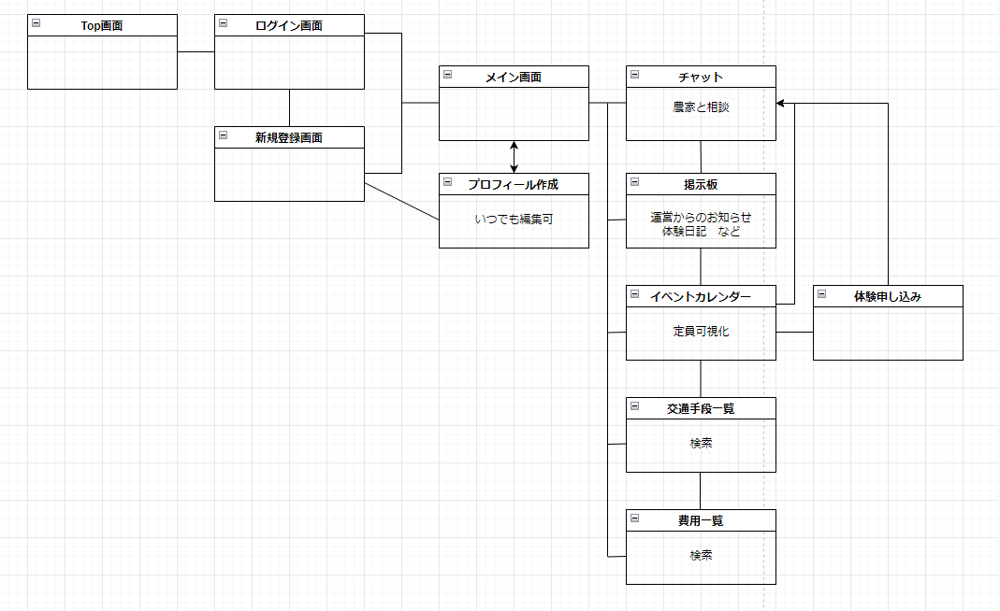 Top画面
ログイン画面
新規登録画面
メイン画面
プロフィール作成
いつでも編集可
チャット
農家と相談
掲示板
運営からのお知らせ
体験日記　など
イベントカレンダー
定員可視化
体験申し込み
交通手段一覧
検索
費用一覧
検索